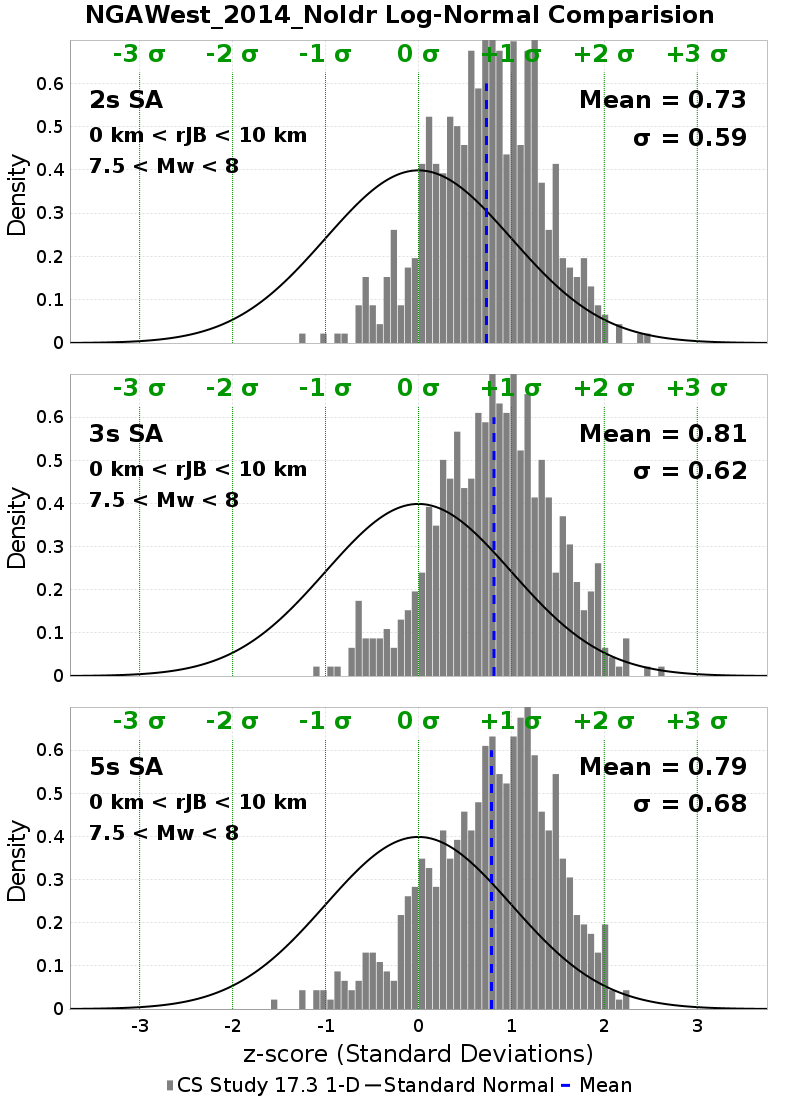 NGAWest_2014_NoIdr Log-Normal Comparision
-3 σ -2 σ -1 σ 0 σ +1 σ +2 σ +3 σ
2s SA
Mean = 0.73
0 km < rJB < 10 km
σ = 0.59
7.5 < Mw < 8
Density
0.6
0.5
0.4
0.3
0.2
0.1
0
-3 σ -2 σ -1 σ 0 σ +1 σ +2 σ +3 σ
3s SA
Mean = 0.81
0 km < rJB < 10 km
σ = 0.62
7.5 < Mw < 8
Density
0.6
0.5
0.4
0.3
0.2
0.1
0
-3 σ -2 σ -1 σ 0 σ +1 σ +2 σ +3 σ
5s SA
Mean = 0.79
0 km < rJB < 10 km
σ = 0.68
7.5 < Mw < 8
Density
0.6
0.5
0.4
0.3
0.2
0.1
0
-3 -2 -1 0 1 2 3
z-score (Standard Deviations)
CS Study 17.3 1-D Standard Normal Mean